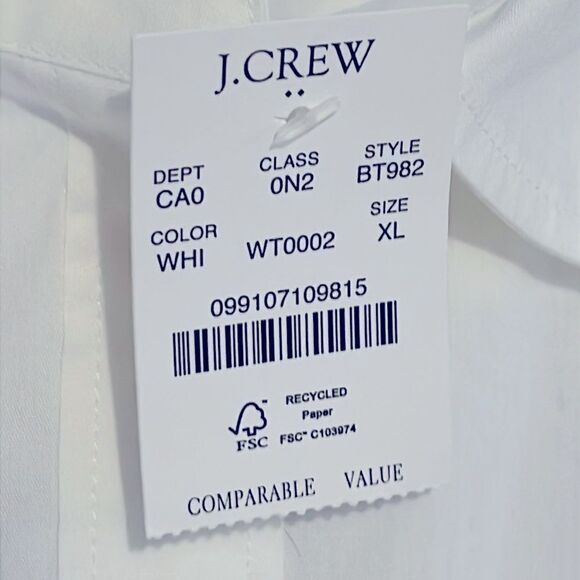 J.CREW
DEPT CLASS STYLE
CA0 0N2 BT982
COLOR SIZE
WHI WT0002 XL
099107109815
RECYCLED
Paper
FSC™ C103974
FSC
COMPARABLE VALUE